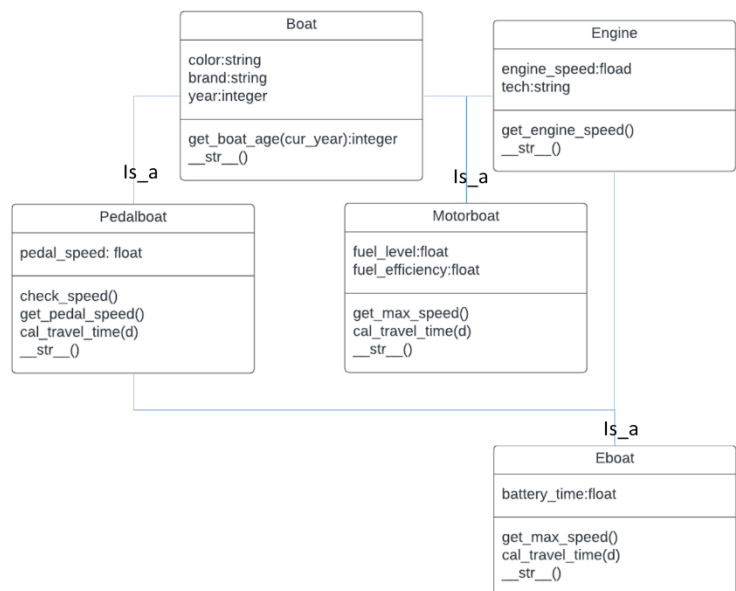 Boat
color:string
brand:string
year:integer
get_boat_age(cur_year):integer
__str__()
Engine
engine_speed:fload
tech:string
get_engine_speed()
__str__()
Is_a
Is_a
Pedalboat
pedal_speed: float
check_speed()
get_pedal_speed()
cal_travel_time(d)
__str__()
Motorboat
fuel_level:float
fuel_efficiency:float
get_max_speed()
cal_travel_time(d)
__str__()
Is_a
Eboat
battery_time:float
get_max_speed()
cal_travel_time(d)
__str__()